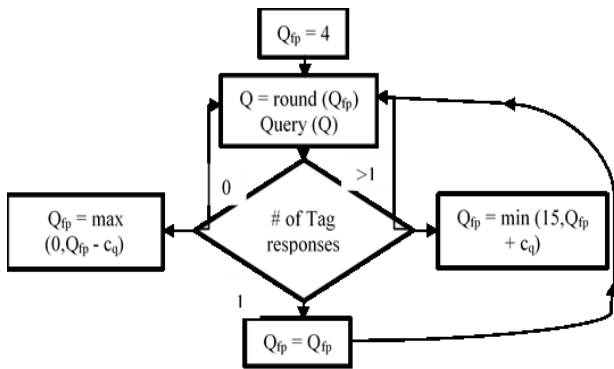 Qfp = 4
Q = round (Qfp)
Query (Q)
0
>1
# of Tag
responses
Qfp = max
(0,Qfp - cq)
Qfp = min (15,Qfp
+ cq)
1
Qfp = Qfp